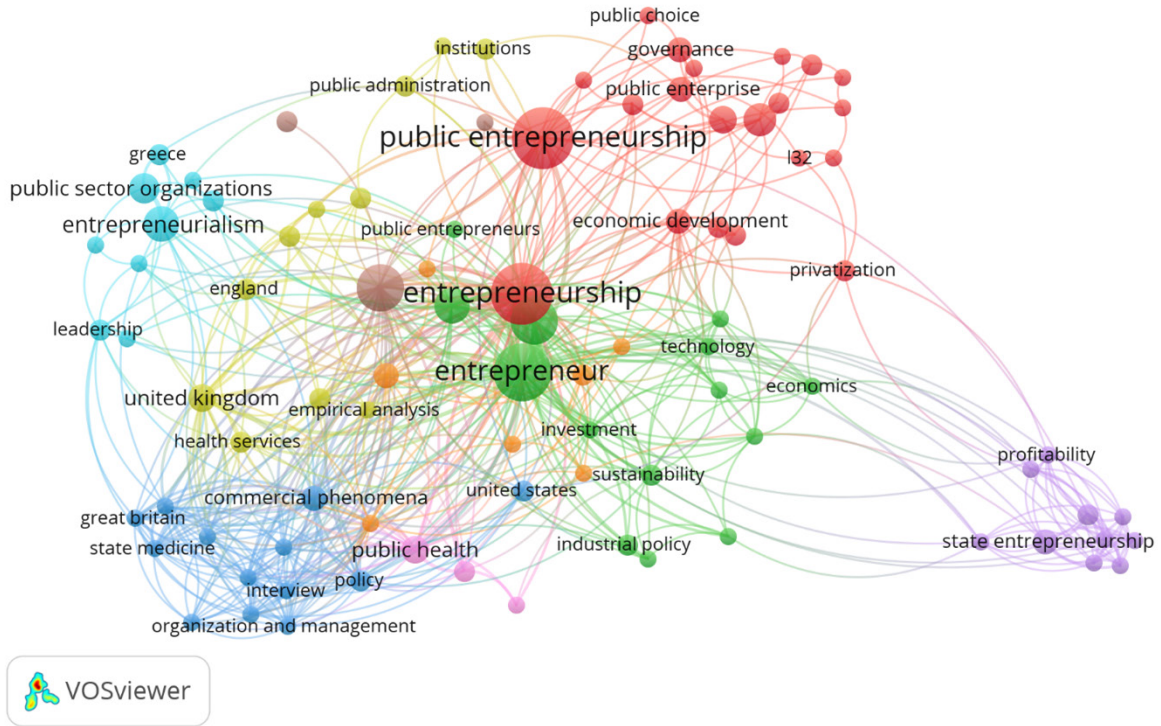 public choice
institutions
governance
public administration
public enterprise
public entrepreneurship
greece
l32
public sector organizations
entrepreneurialism
public entrepreneurs
economic development
privatization
england
entrepreneurship
leadership
technology
entrepreneur
economics
united kingdom
empirical analysis
investment
health services
profitability
sustainability
commercial phenomena
united states
great britain
state medicine
public health
industrial policy
state entrepreneurship
policy
interview
organization and management
VOSviewer